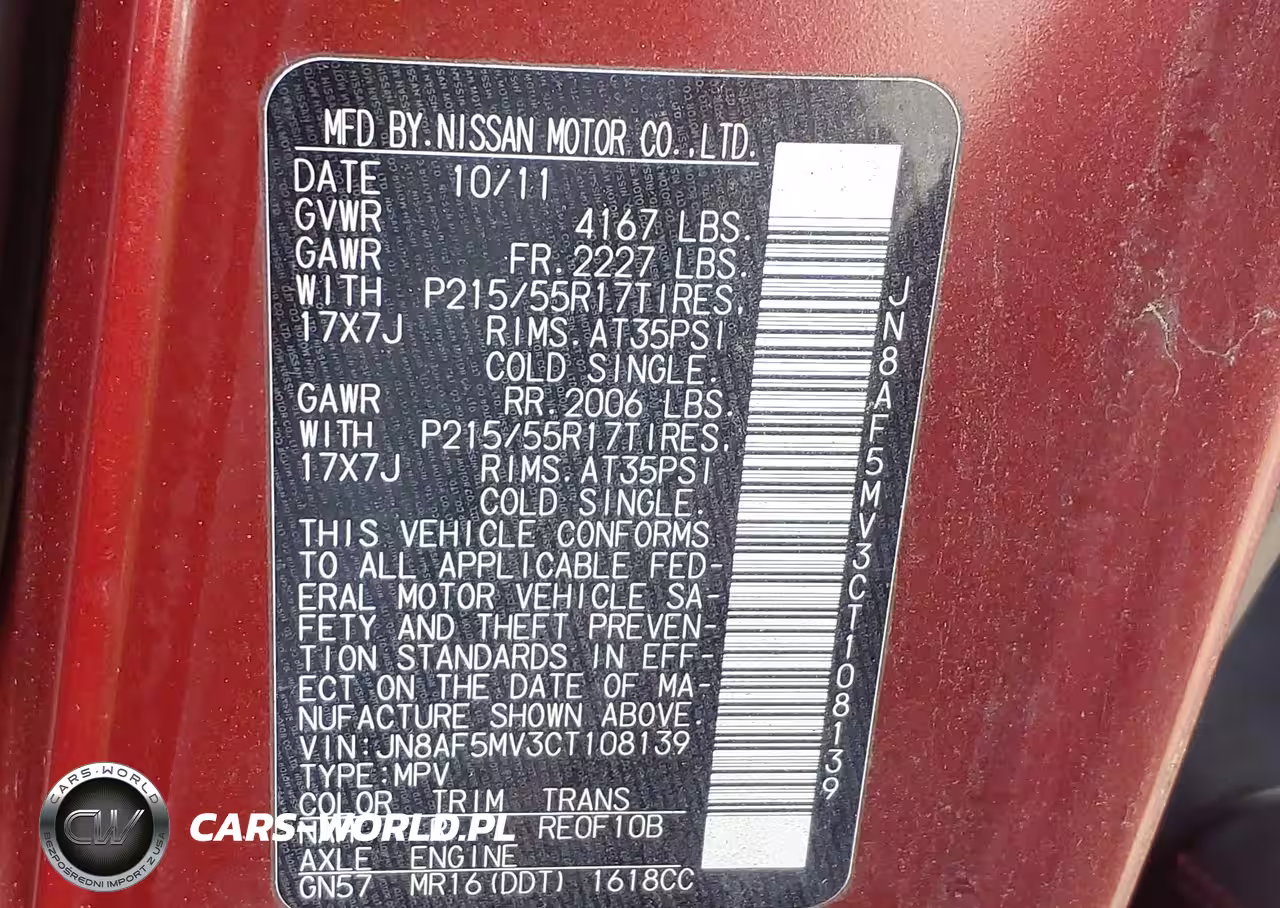 MFD BY.NISSAN MOTOR CO.,LTD.
DATE 10/11
GVWR 4167 LBS.
GAWR FR.2227 LBS.
WITH P215/55R17TIRES,
17X7J RIMS.AT35PSI
COLD SINGLE.
GAWR RR.2006 LBS.
WITH P215/55R17TIRES,
17X7J RIMS.AT35PSI
COLD SINGLE.
THIS VEHICLE CONFORMS
TO ALL APPLICABLE FED-
ERAL MOTOR VEHICLE SA-
FETY AND THEFT PREVEN-
TION STANDARDS IN EFF-
ECT ON THE DATE OF MA-
NUFACTURE SHOWN ABOVE.
VIN:JN8AF5MV3CT108139
TYPE:MPV
COLOR TRIM TRANS
RE0F10B
AXLE ENGINE
GN57 MR16(DDT) 1618CC
JN8AF5MV3CT108139
CARS-WORLD
CW
BEZPOŚREDNI IMPORT Z USA
CARS-WORLD.PL